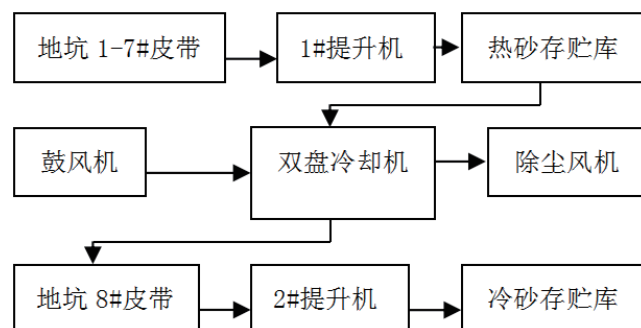 地坑 1-7#皮带
1#提升机
热砂存贮库
鼓风机
双盘冷却机
除尘风机
地坑 8#皮带
2#提升机
冷砂存贮库